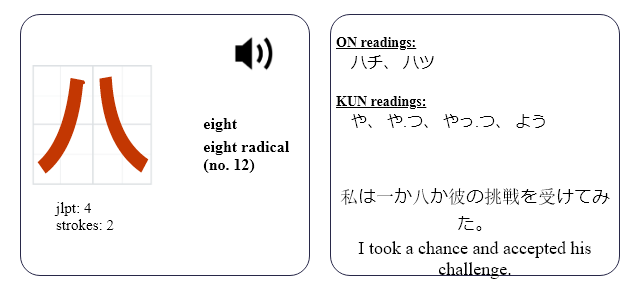 八
eight
eight radical
(no. 12)
jlpt: 4
strokes: 2
ON readings:
ハチ、 ハツ
KUN readings:
や、 や.つ、 やっ.つ、 よう
私は一か八か彼の挑戦を受けてみ
た。
I took a chance and accepted his
challenge.